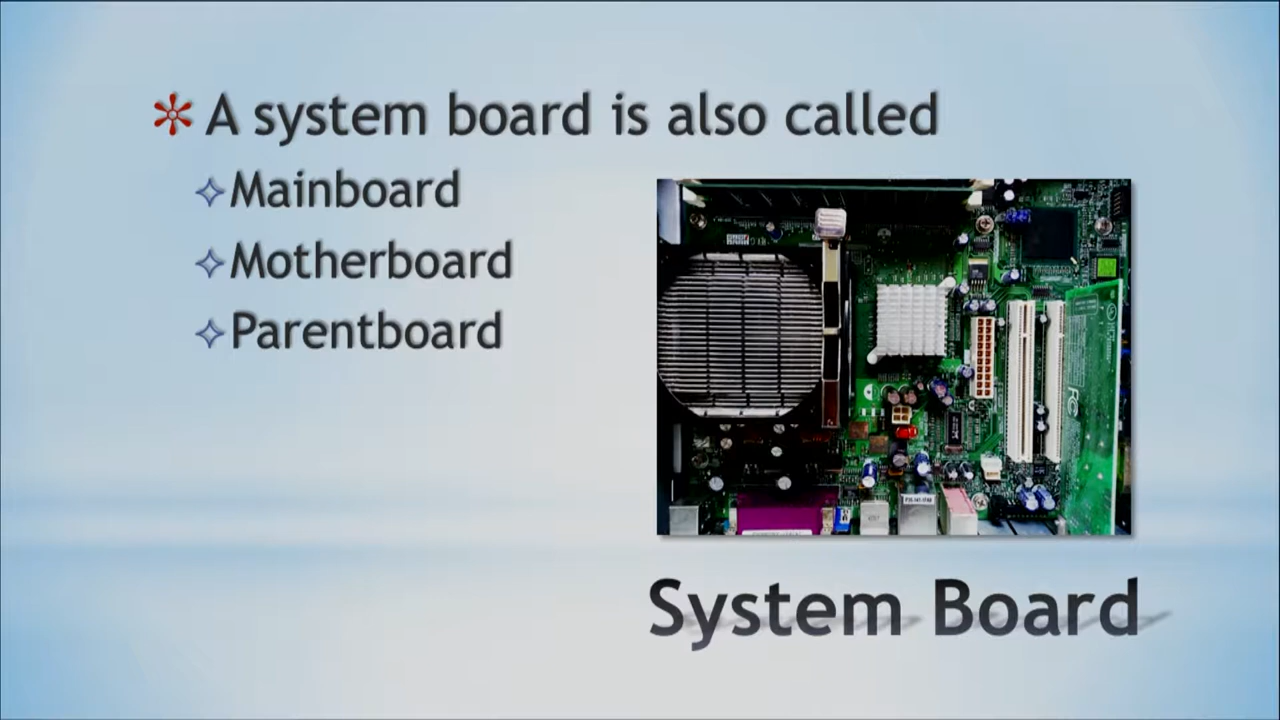 A system board is also called
Mainboard
Motherboard
Parentboard
System Board